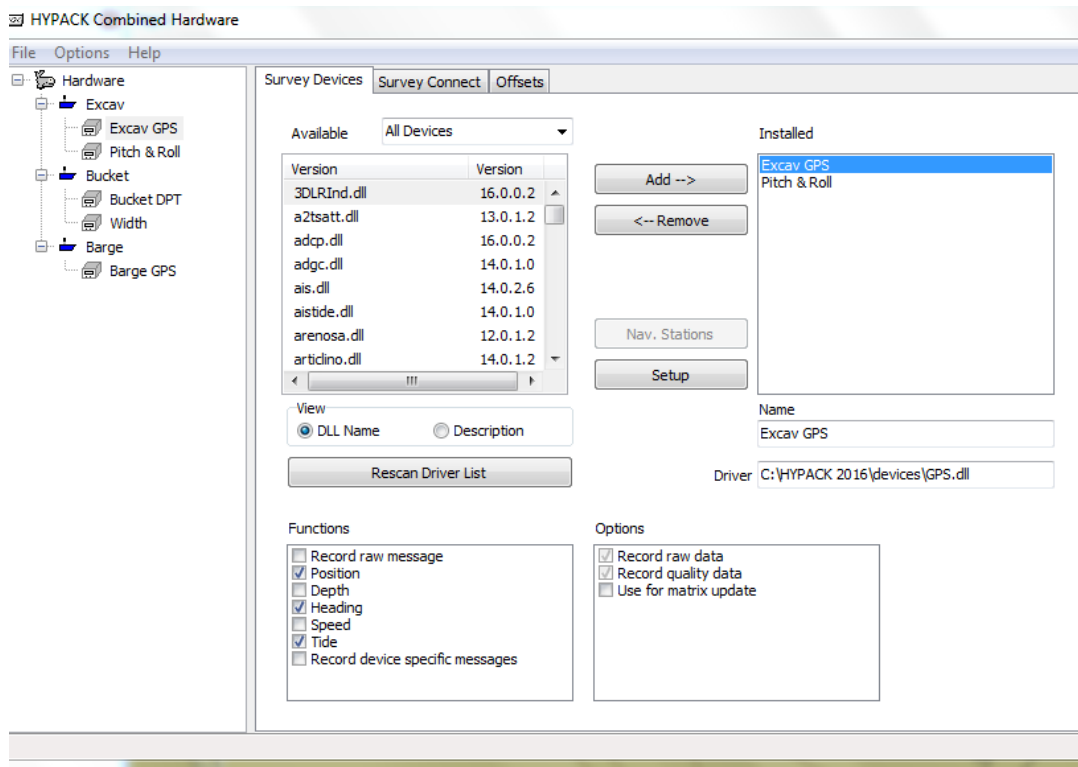 HYPACK Combined Hardware
File Options Help
Hardware
Excav
Excav GPS
Pitch & Roll
Bucket
Bucket DPT
Width
Barge
Barge GPS
Survey Devices Survey Connect Offsets
Available All Devices
Version Version
3DLRInd.dll 16.0.0.2
a2tsatt.dll 13.0.1.2
adcp.dll 16.0.0.2
adgc.dll 14.0.1.0
ais.dll 14.0.2.6
aistide.dll 14.0.1.0
arenosa.dll 12.0.1.2
articlino.dll 14.0.1.2
View
DLL Name Description
Rescan Driver List
Add -->
<-- Remove
Nav. Stations
Setup
Installed
Excav GPS
Pitch & Roll
Name
Excav GPS
Driver C:\HYPACK 2016\devices\GPS.dll
Functions
Record raw message
Position
Depth
Heading
Speed
Tide
Record device specific messages
Options
Record raw data
Record quality data
Use for matrix update